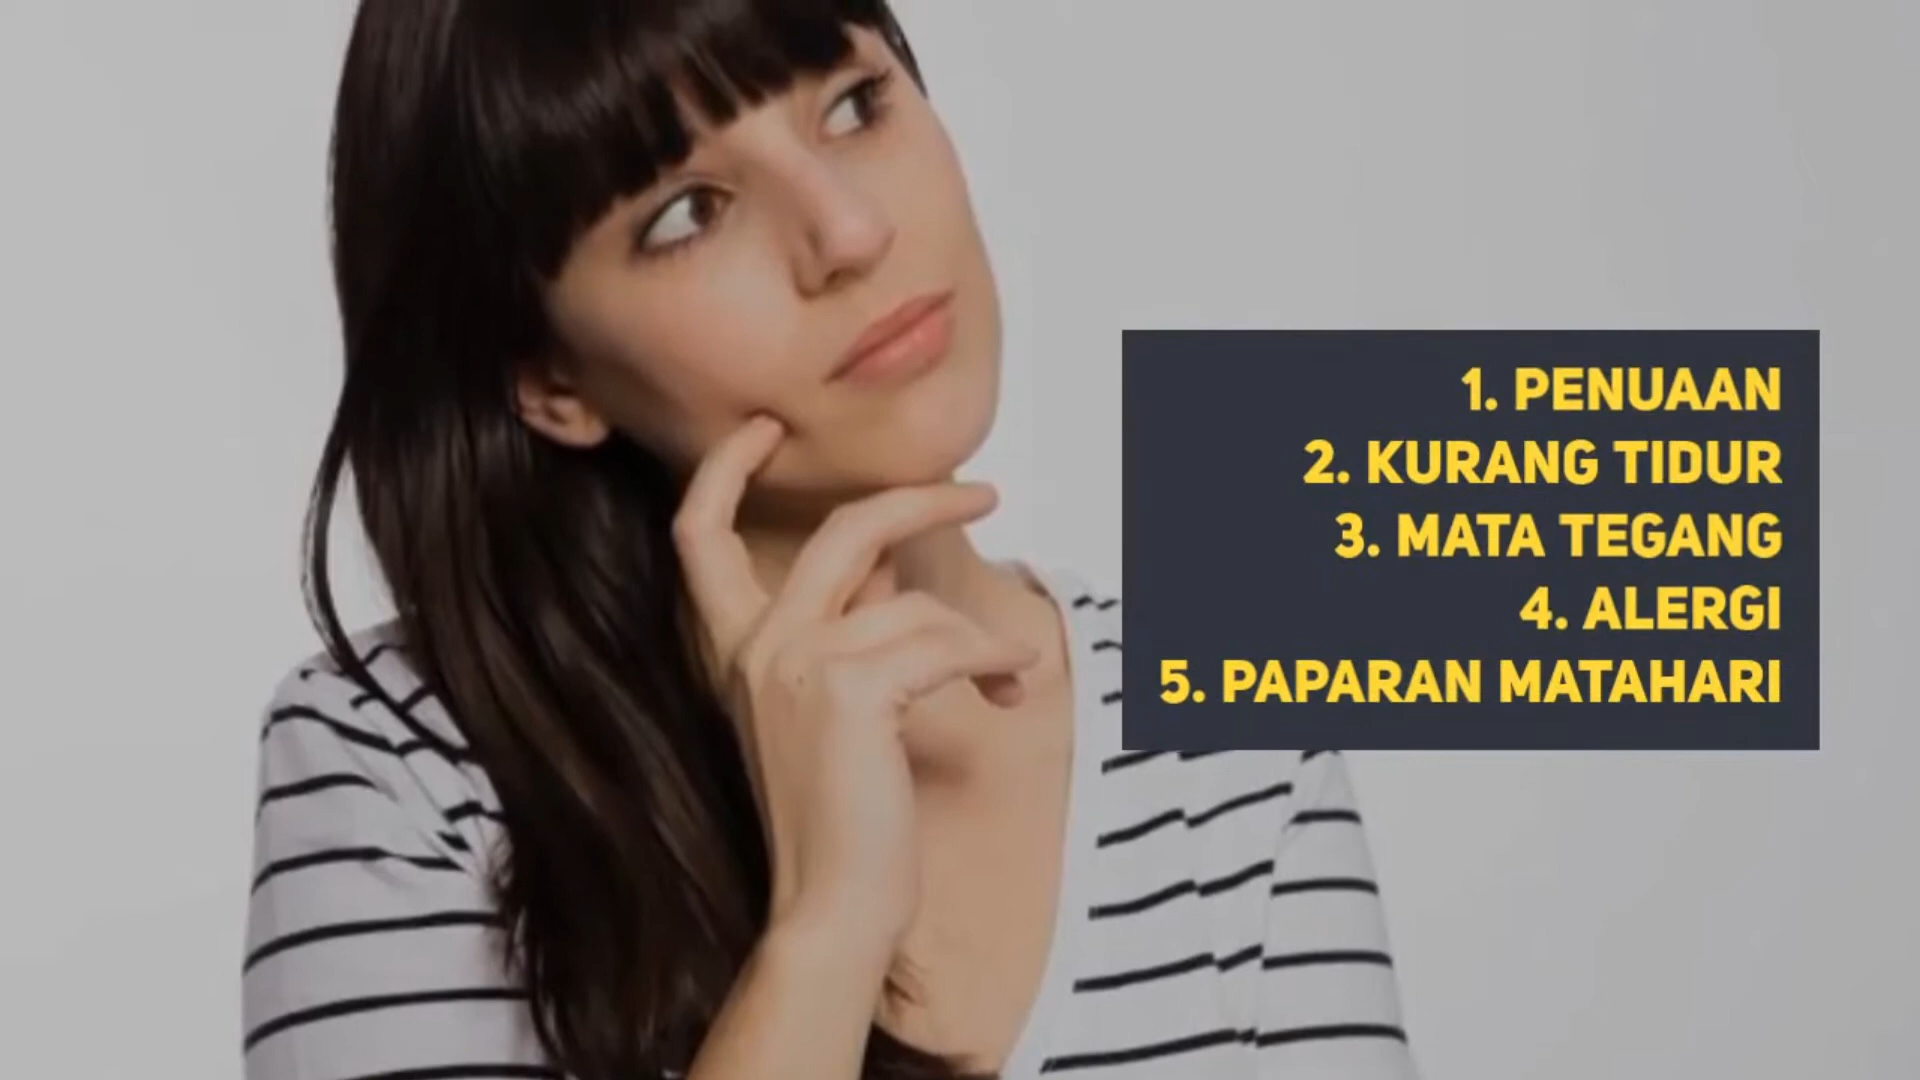 1. PENUAAN
2. KURANG TIDUR
3. MATA TEGANG
4. ALERGI
5. PAPARAN MATAHARI